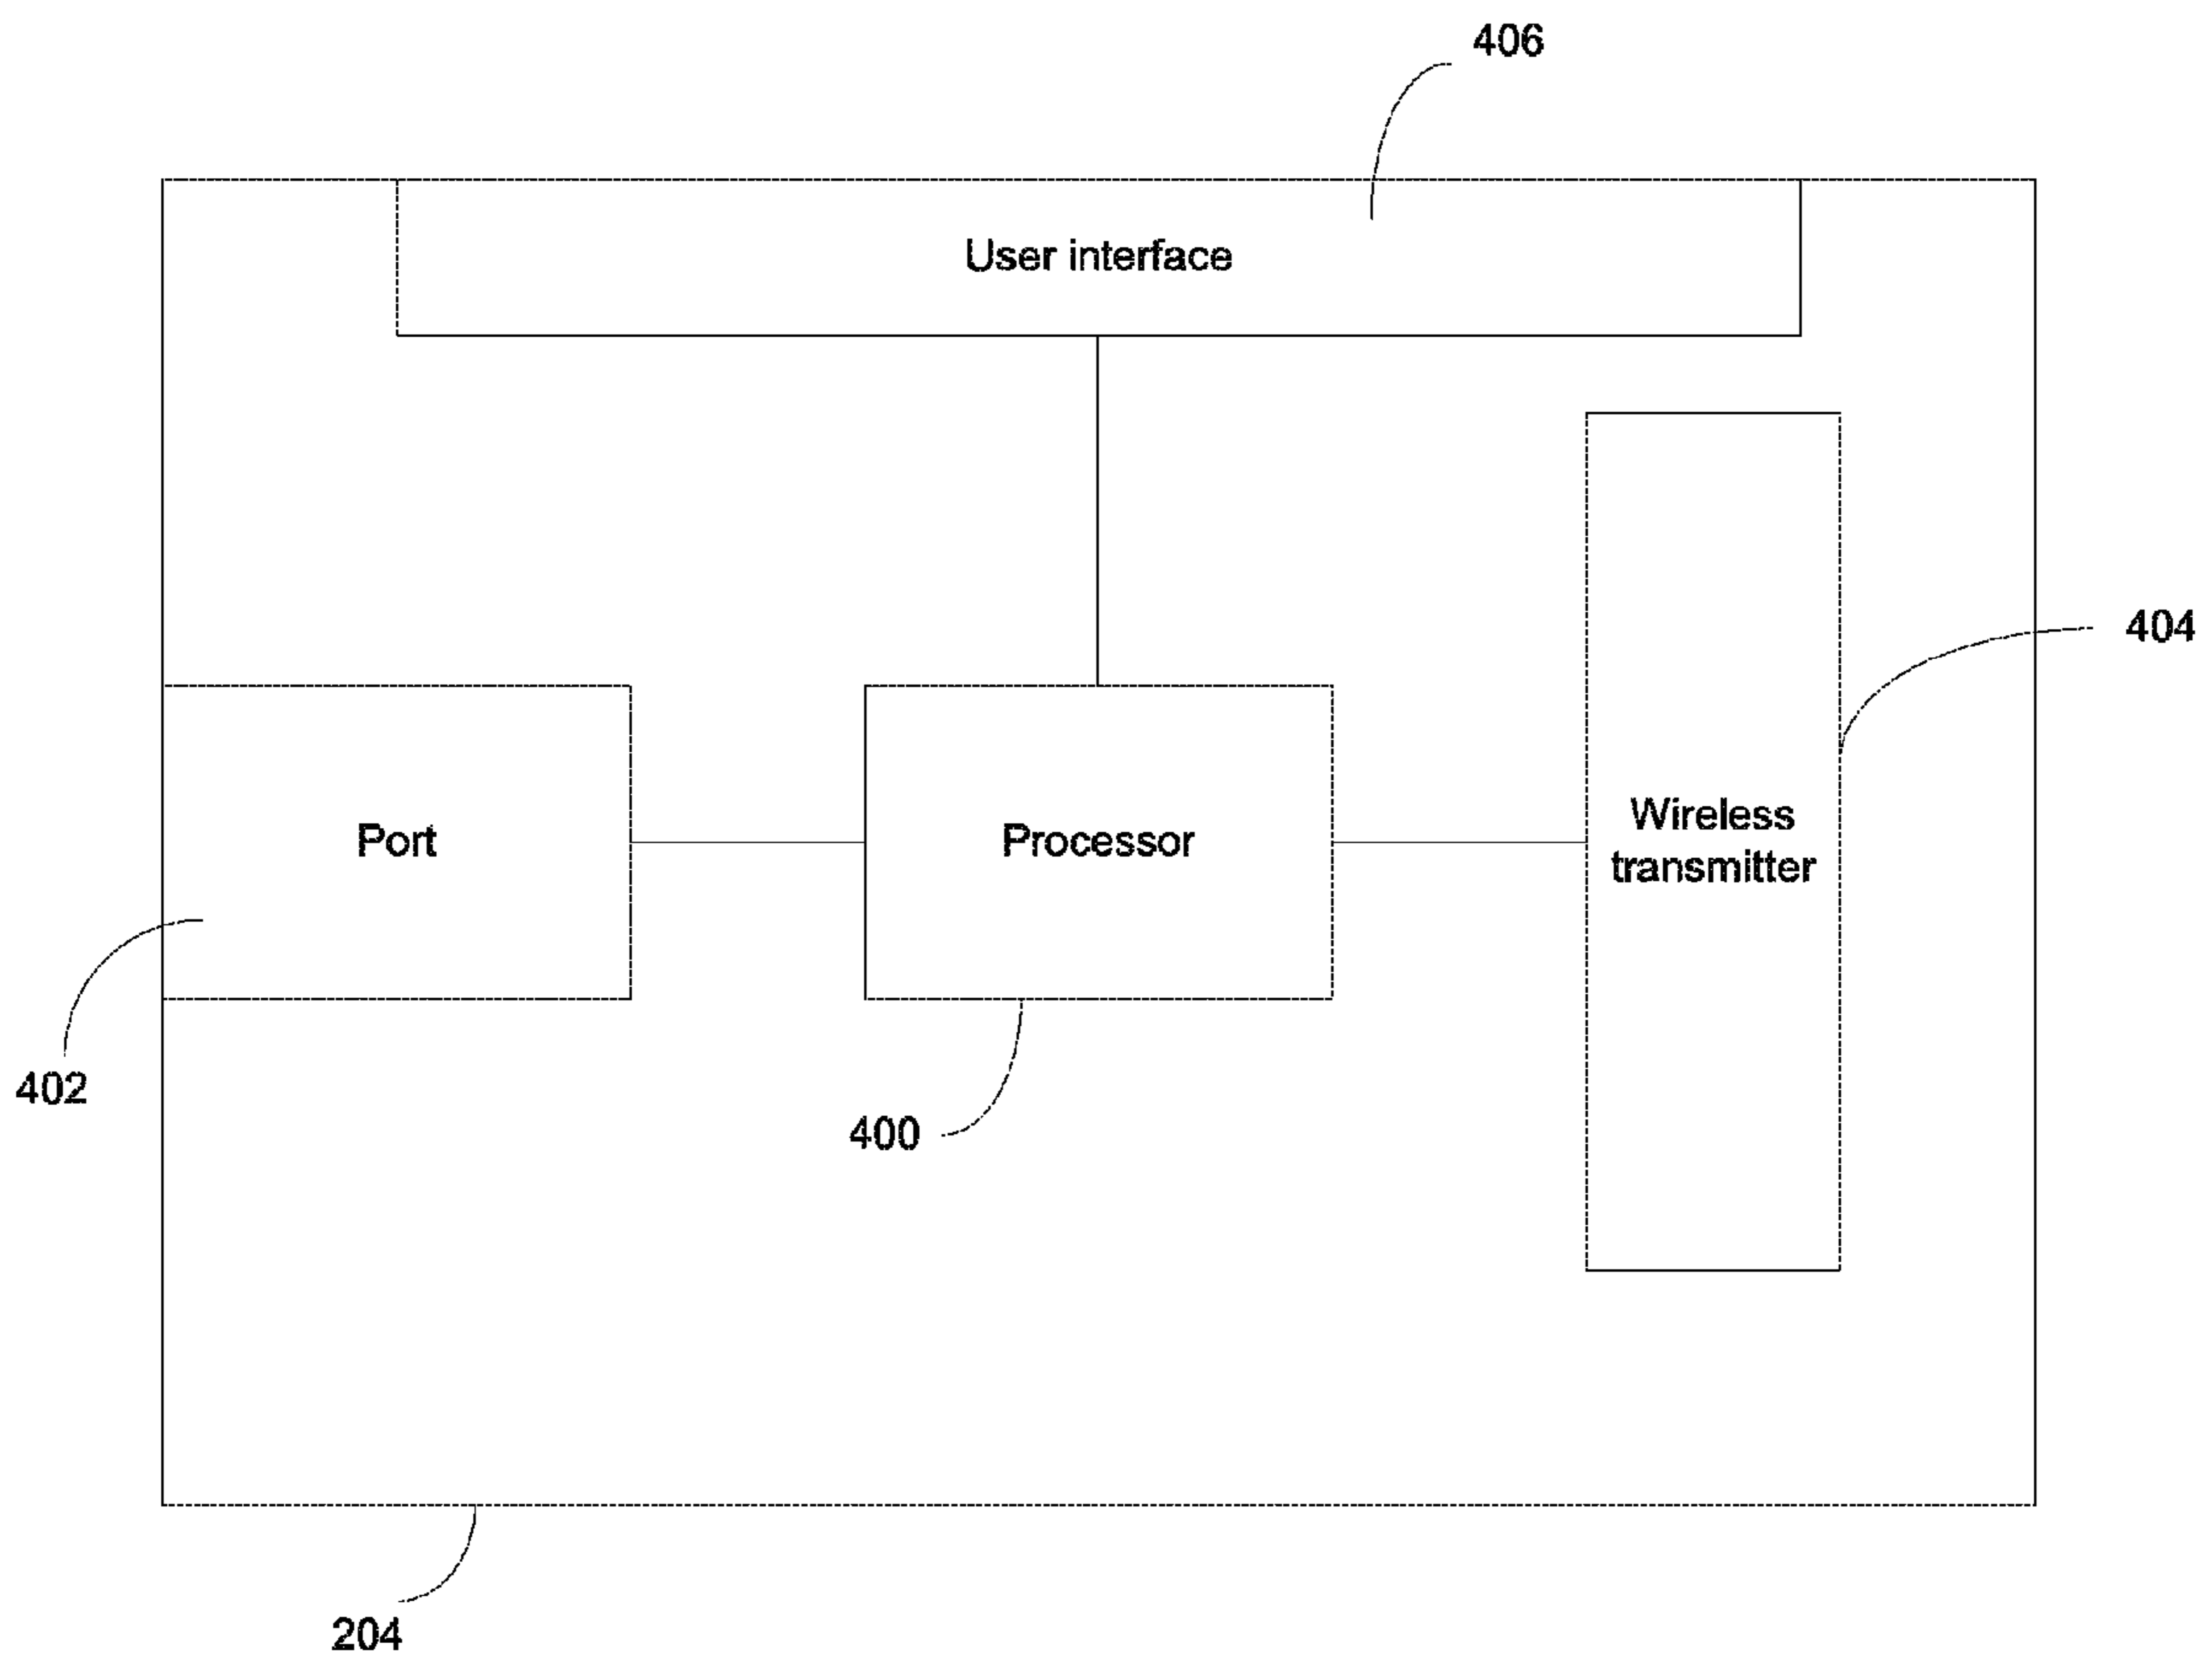 406
User interface
404
Port
Processor
Wireless
transmitter
402
400
204